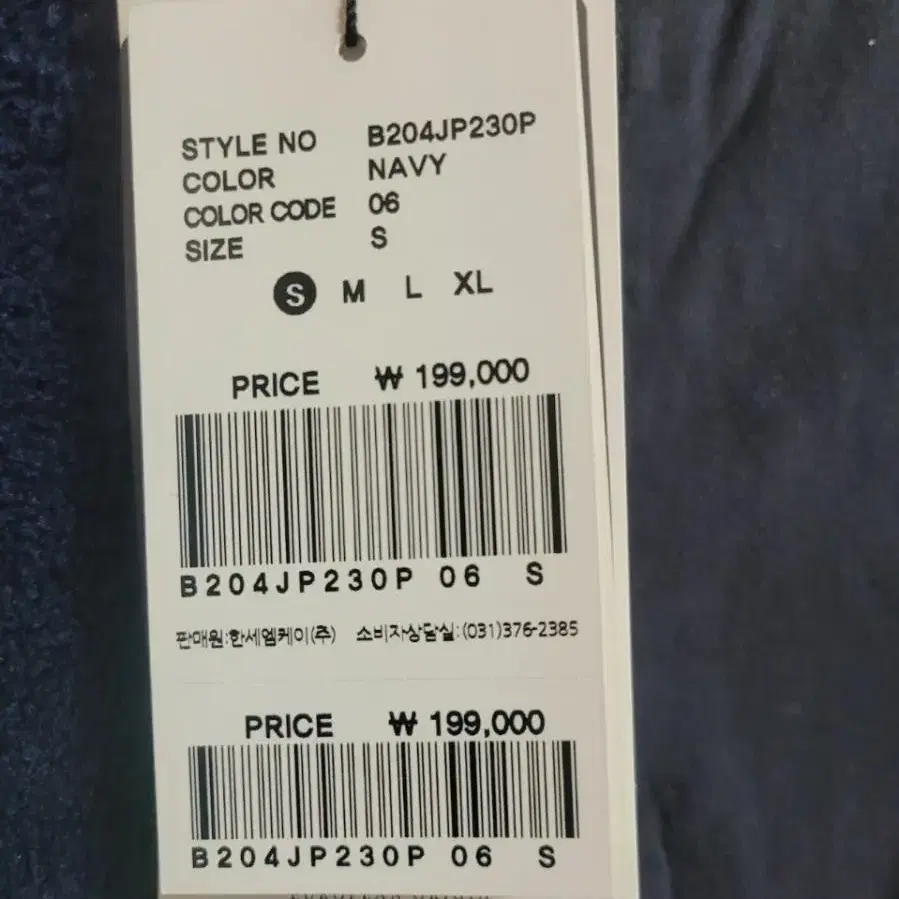 STYLE NO B204JP230P
COLOR NAVY
COLOR CODE 06
SIZE S
S M L XL
PRICE ₩ 199,000
B204JP230P 06 S
판매원:한세엠케이(주) 소비자상담실:(031)376-2385
PRICE ₩ 199,000
B204JP230P 06 S